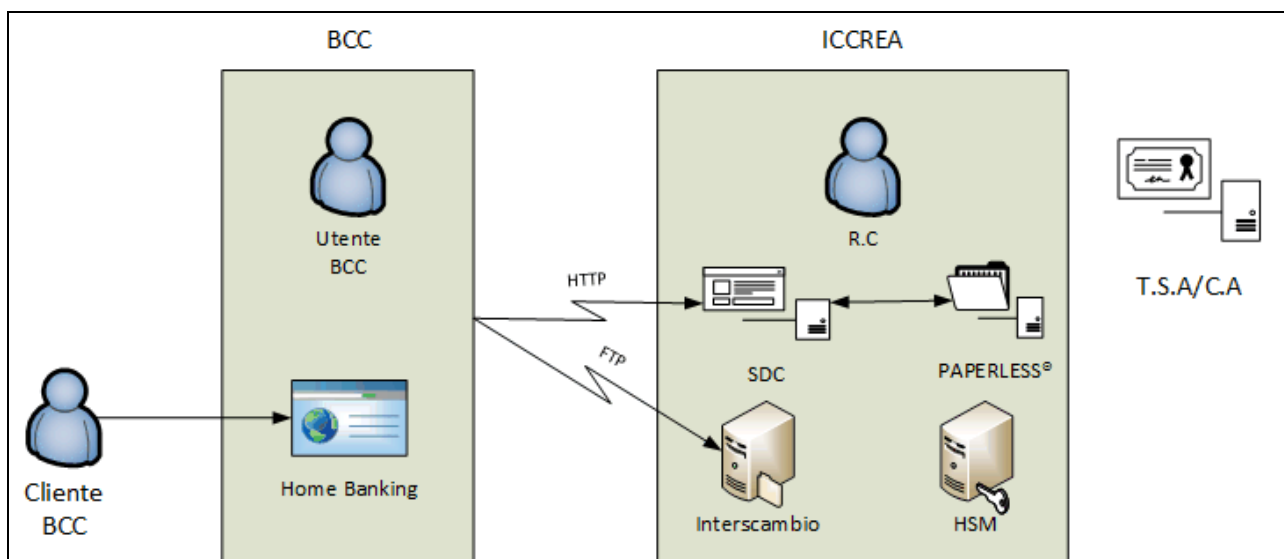 BCC
ICCREA
Utente
BCC
R.C
HTTP
T.S.A/C.A
FTP
SDC
PAPERLESS®
Cliente
BCC
Home Banking
Interscambio
HSM